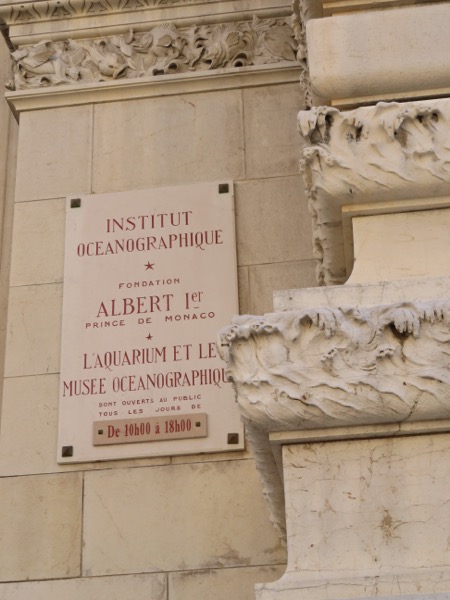 INSTITUT
OCEANOGRAPHIQUE
★
FONDATION
ALBERT Ier
PRINCE DE MONACO
★
L'AQUARIUM ET LE
MUSÉE OCEANOGRAPHIQUE
SONT OUVERTS AU PUBLIC
TOUS LES JOURS DE
De 10h00 à 18h00